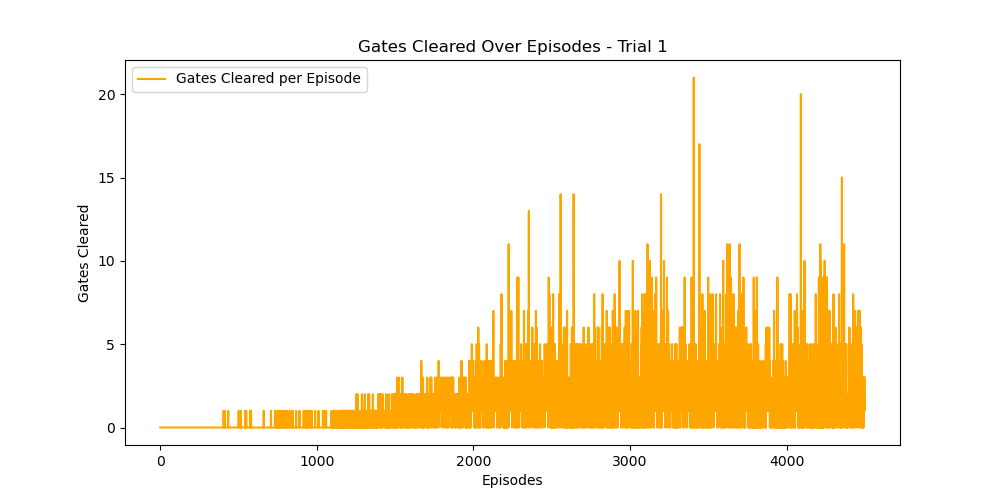 Gates Cleared Over Episodes - Trial 1
Gates Cleared per Episode
20
15
10
5
0
Gates Cleared
0 1000 2000 3000 4000
Episodes